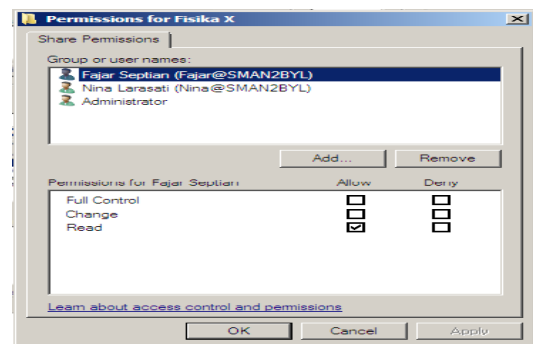 Permissions for Fisika X
Share Permissions
Group or user names:
Fajar Septian (Fajar@SMAN2BYL)
Nina Larasati (Nina@SMAN2BYL)
Administrator
Add... Remove
Permissions for Fajar Septian Allow Deny
Full Control
Change
Read
Learn about access control and permissions
OK Cancel Apply